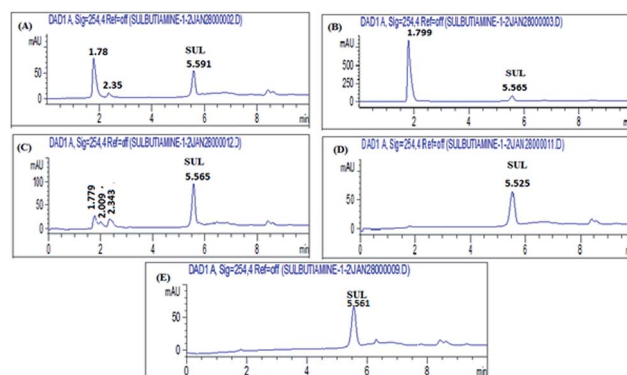 (A)
DAD1 A, Sig=254,4 Ref=off (SULBUTIAMINE-1-2JAN28000002.D)
mAU
1.78
2.35
SUL
5.591
50
0
0 2 4 6 8 min
(B)
DAD1 A, Sig=254,4 Ref=off (SULBUTIAMINE-1-2JAN28000003.D)
mAU
1.799
SUL
5.565
500
250
0
0 2 4 6 8 min
(C)
DAD1 A, Sig=254,4 Ref=off (SULBUTIAMINE-1-2JAN28000012.D)
mAU
1.779
2.009
2.343
SUL
5.565
100
50
0
0 2 4 6 8 min
(D)
DAD1 A, Sig=254,4 Ref=off (SULBUTIAMINE-1-2JAN28000011.D)
mAU
SUL
5.525
50
0
0 2 4 6 8 min
(E)
DAD1 A, Sig=254,4 Ref=off (SULBUTIAMINE-1-2JAN28000009.D)
mAU
SUL
5.561
50
0
0 2 4 6 8 min